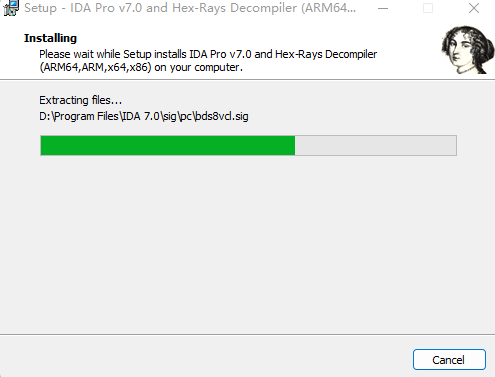 Setup - IDA Pro v7.0 and Hex-Rays Decompiler (ARM64...
Installing
Please wait while Setup installs IDA Pro v7.0 and Hex-Rays Decompiler
(ARM64,ARM,x64,x86) on your computer.
Extracting files...
D:\Program Files\IDA 7.0\sig\pc\bds8vcl.sig
Cancel